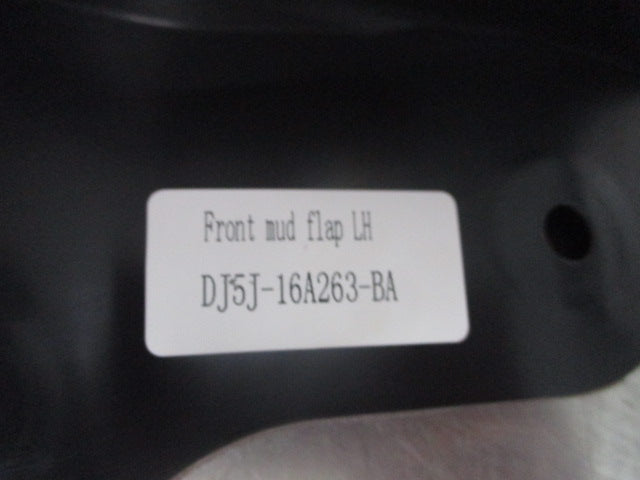 Front mud flap LH
DJ5J-16A263-BA